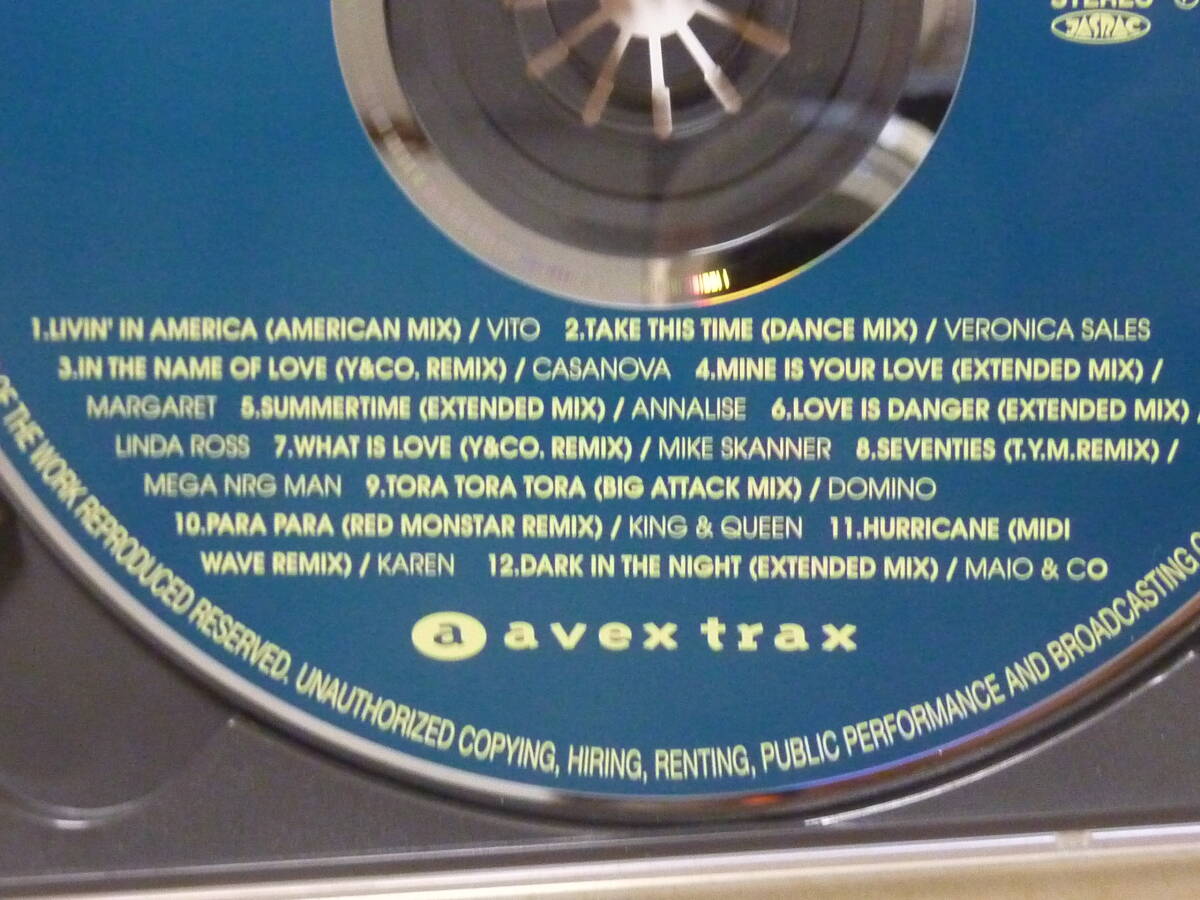 STEREO
JASRAC
1.LIVIN' IN AMERICA (AMERICAN MIX) / VITO 2.TAKE THIS TIME (DANCE MIX) / VERONICA SALES
3.IN THE NAME OF LOVE (Y&CO. REMIX) / CASANOVA 4.MINE IS YOUR LOVE (EXTENDED MIX) /
MARGARET 5.SUMMERTIME (EXTENDED MIX) / ANNALISE 6.LOVE IS DANGER (EXTENDED MIX) /
LINDA ROSS 7.WHAT IS LOVE (Y&CO. REMIX) / MIKE SKANNER 8.SEVENTIES (T.Y.M.REMIX) /
MEGA NRG MAN 9.TORA TORA TORA (BIG ATTACK MIX) / DOMINO
10.PARA PARA (RED MONSTAR REMIX) / KING & QUEEN 11.HURRICANE (MIDI
WAVE REMIX) / KAREN 12.DARK IN THE NIGHT (EXTENDED MIX) / MAIO & CO
a avex trax
OF THE WORK REPRODUCED RESERVED. UNAUTHORIZED COPYING, HIRING, RENTING, PUBLIC PERFORMANCE AND BROADCASTING